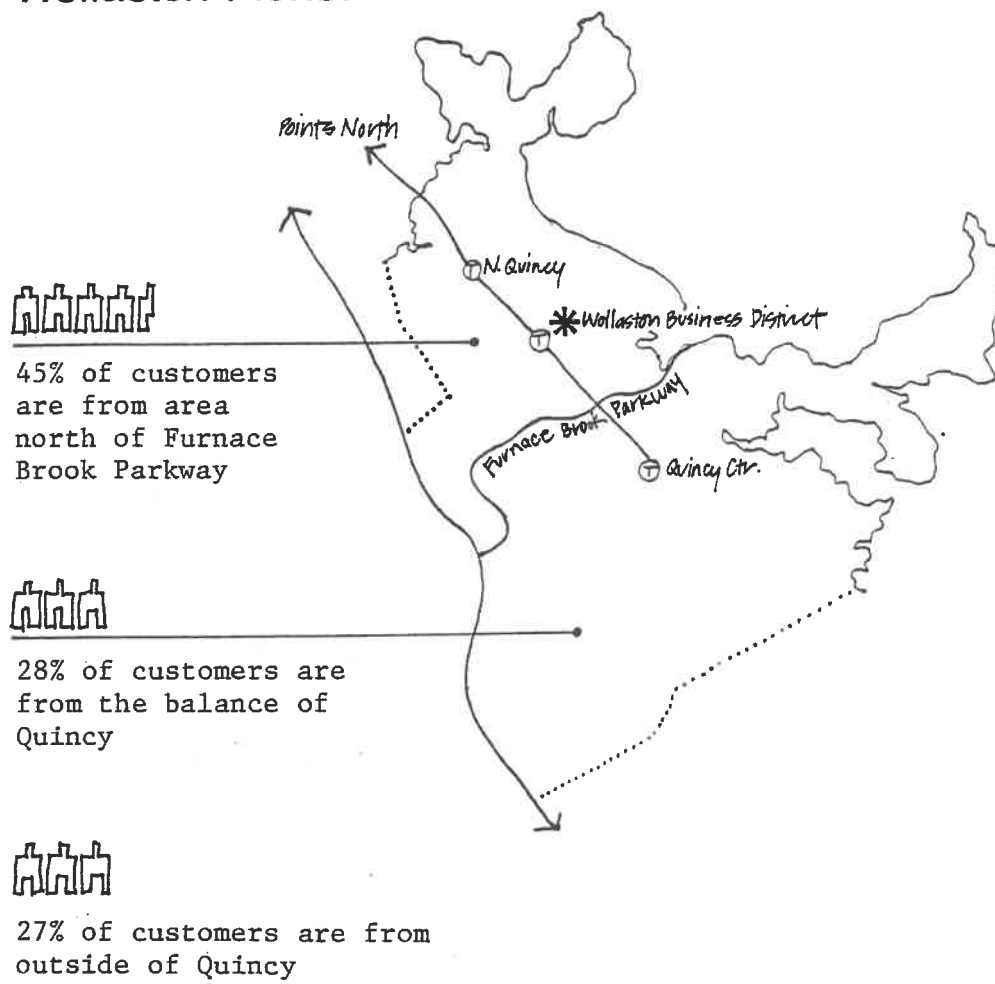 Points North
N. Quincy
Wollaston Business District
45% of customers
are from area
north of Furnace
Brook Parkway
Furnace Brook Parkway
Quincy Ctr.
28% of customers are
from the balance of
Quincy
27% of customers are from
outside of Quincy
T
T
T